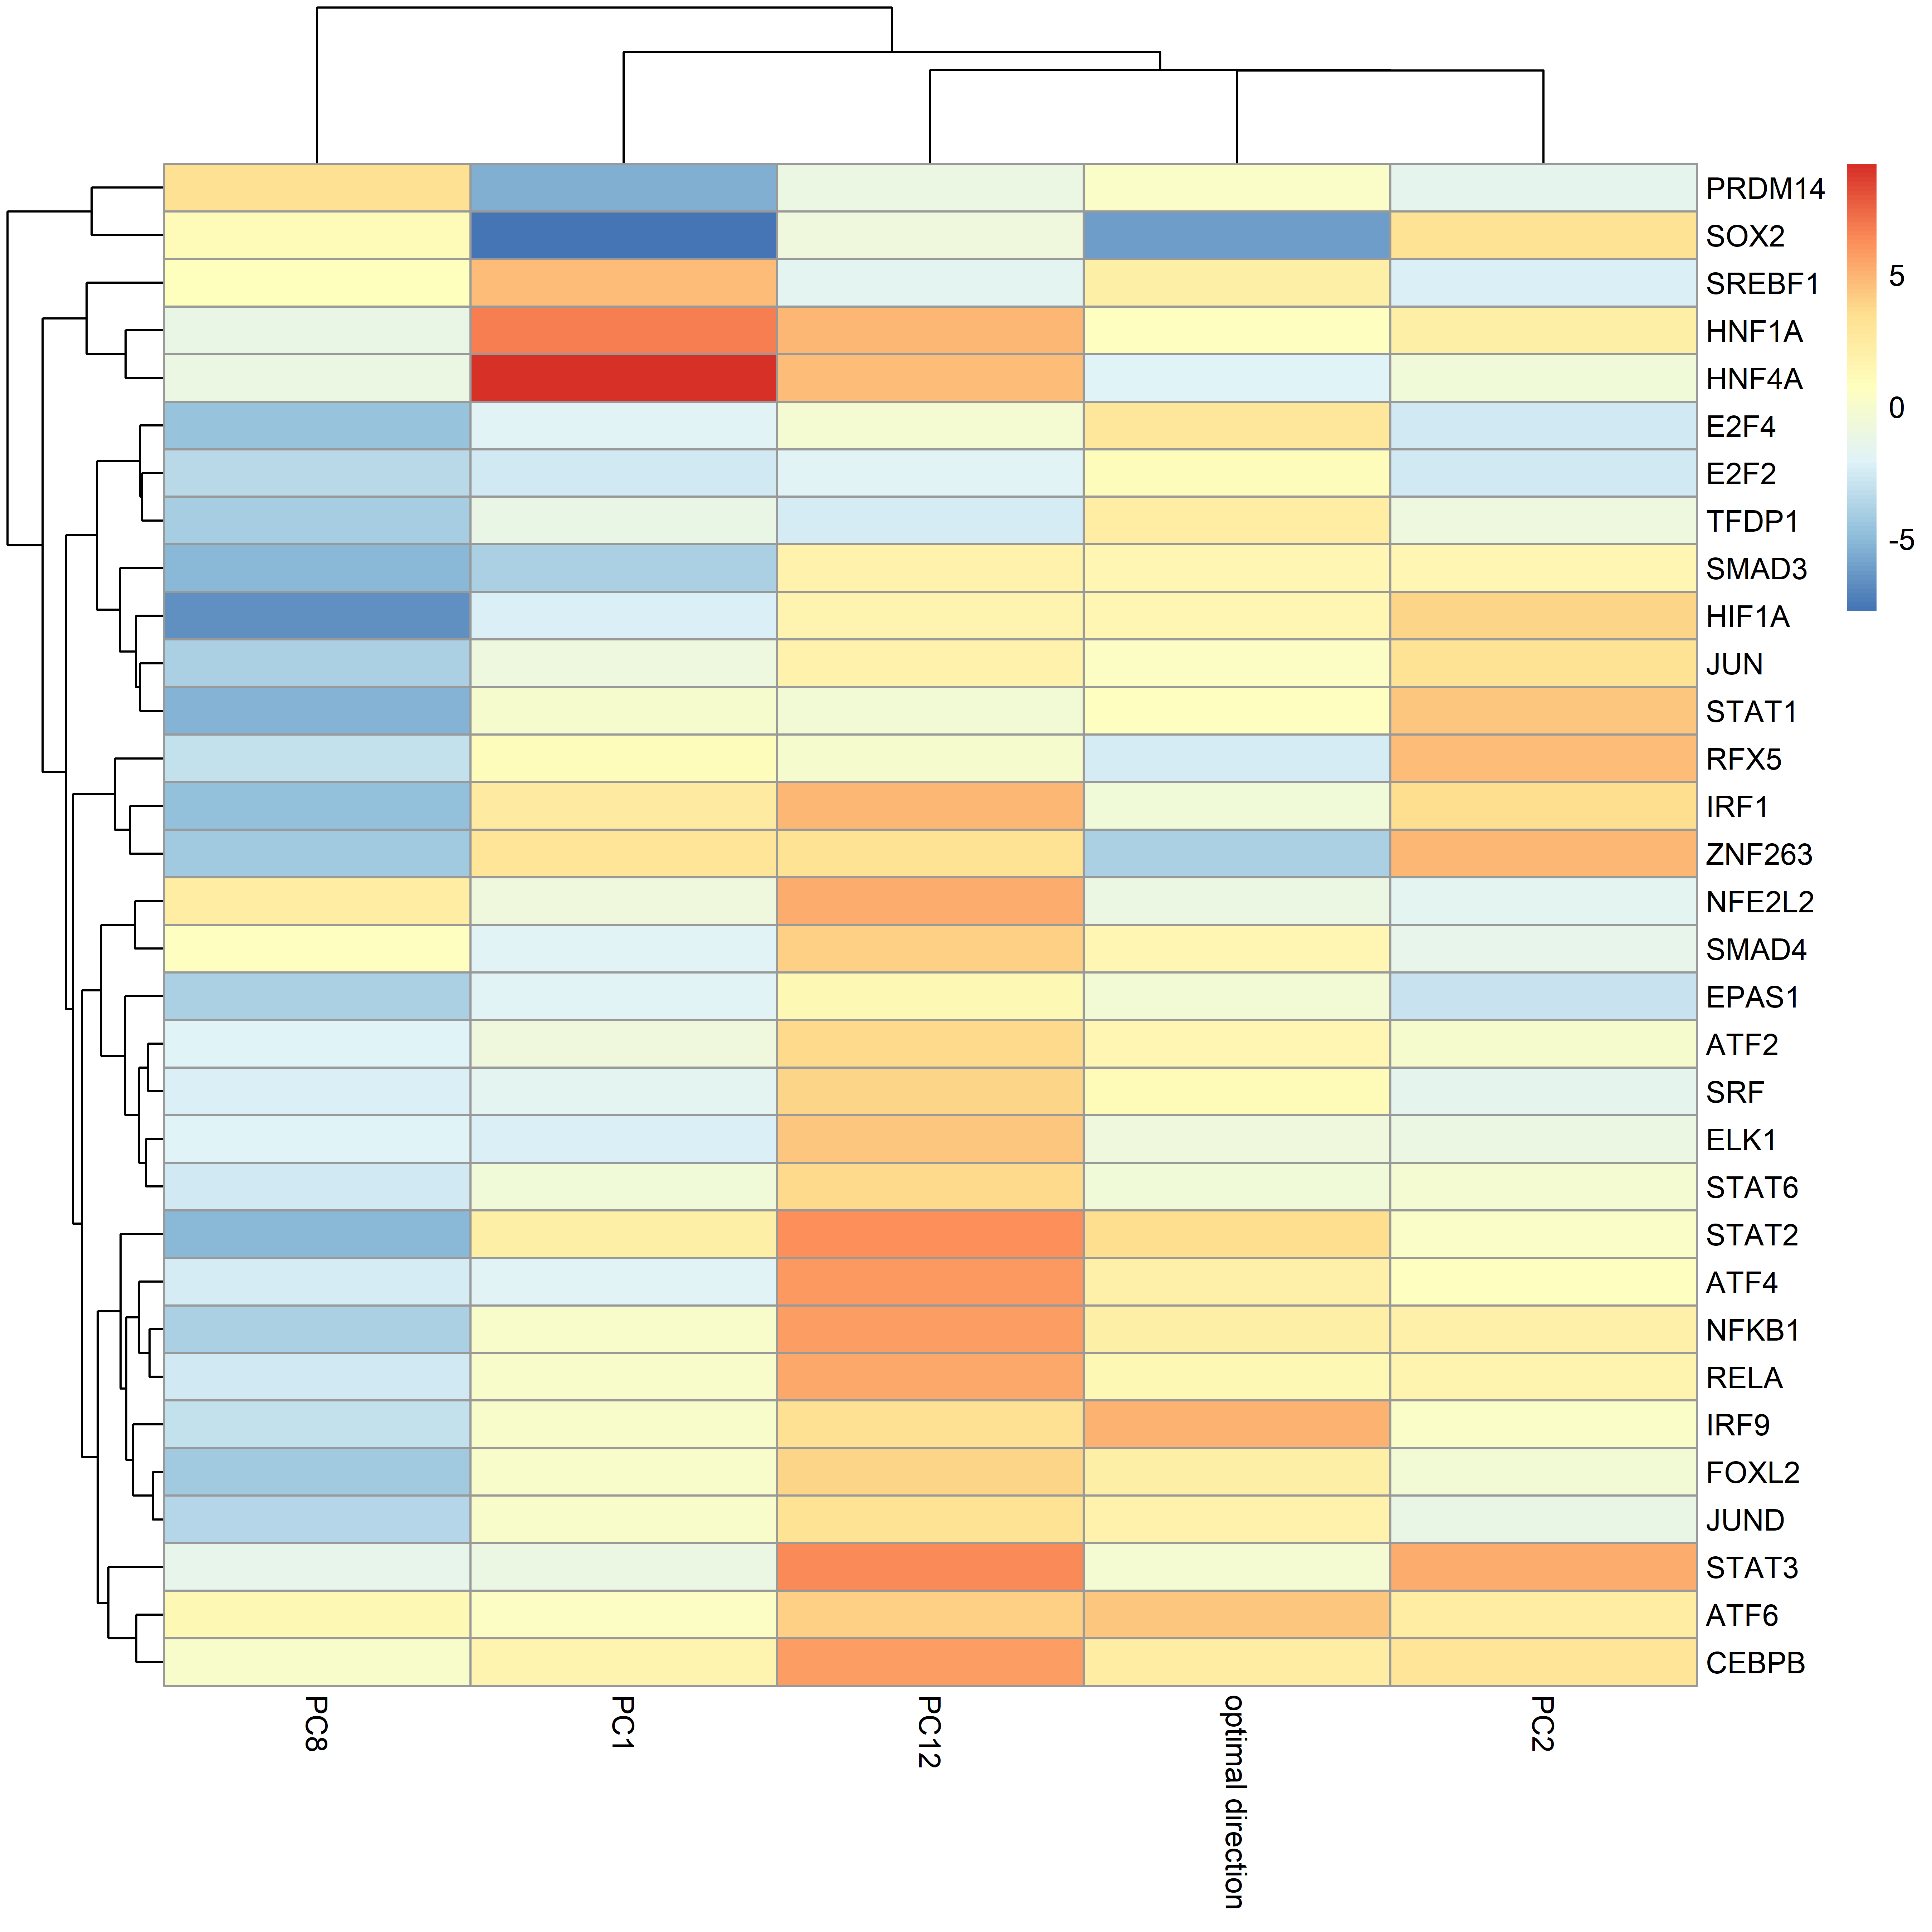 PRDM14
SOX2
SREBF1
HNF1A
HNF4A
E2F4
E2F2
TFDP1
SMAD3
HIF1A
JUN
STAT1
RFX5
IRF1
ZNF263
NFE2L2
SMAD4
EPAS1
ATF2
SRF
ELK1
STAT6
STAT2
ATF4
NFKB1
RELA
IRF9
FOXL2
JUND
STAT3
ATF6
CEBPB
5
0
-5
PC8
PC1
PC12
optimal direction
PC2